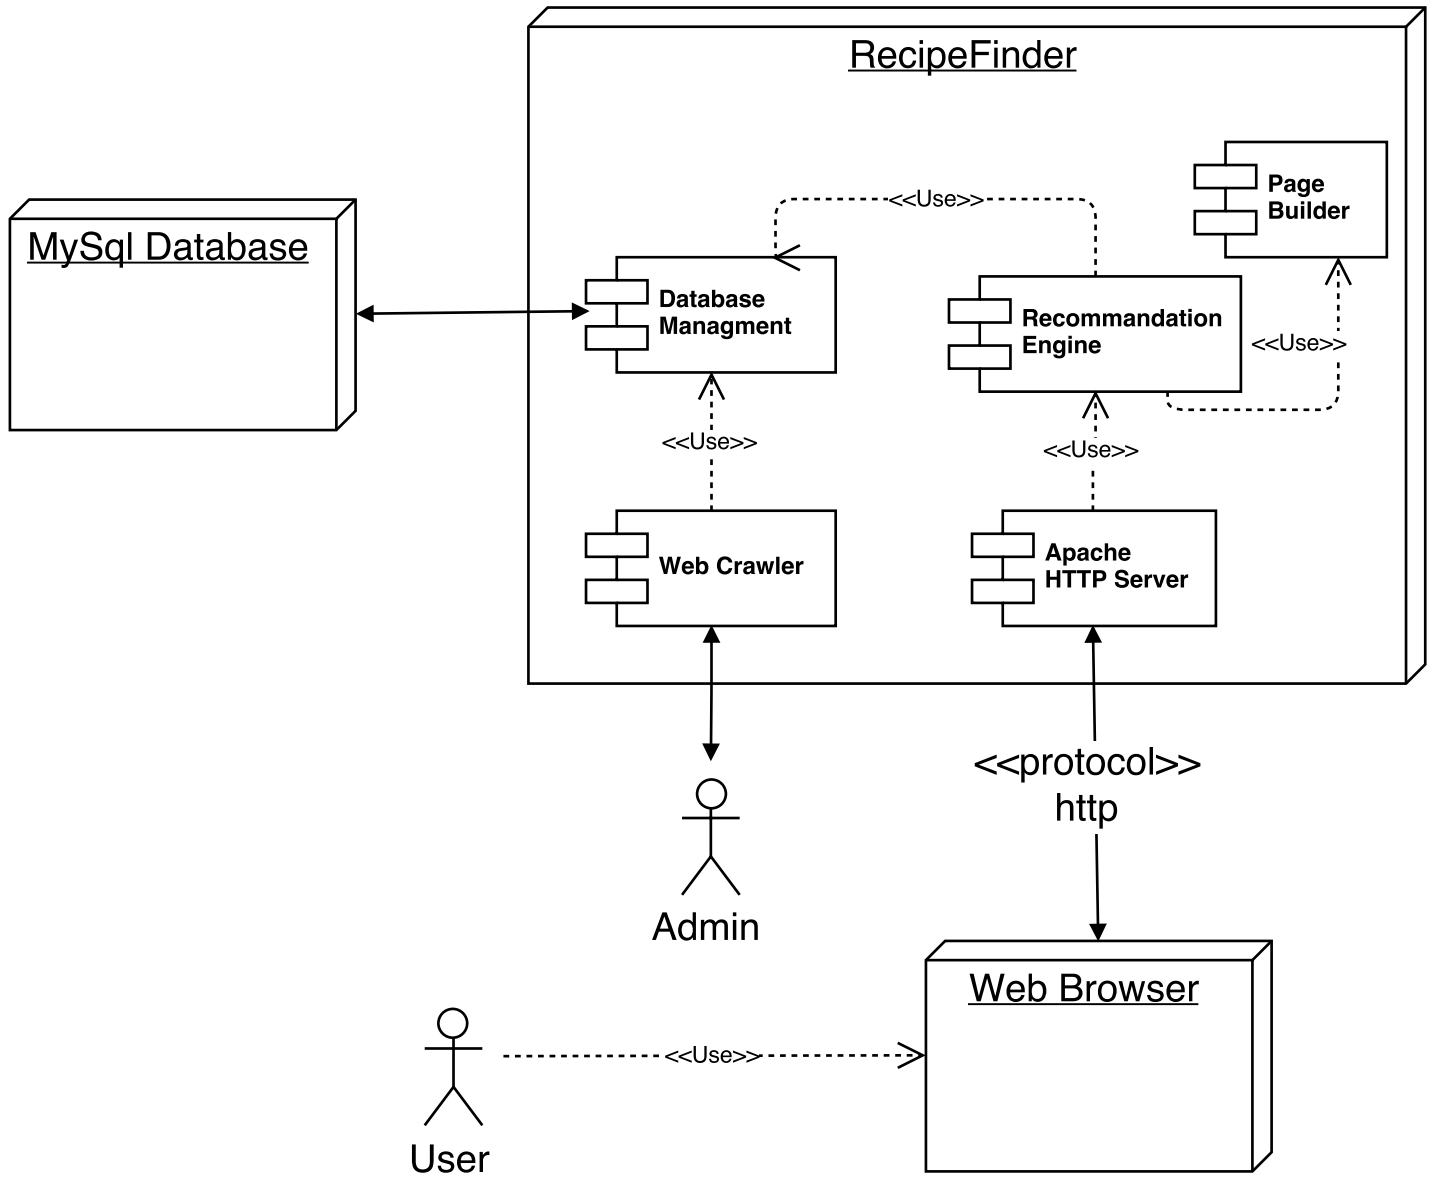 RecipeFinder
Page
Builder
<<Use>>
MySql Database
Database
Managment
Recommandation
Engine
<<Use>>
<<Use>>
<<Use>>
Web Crawler
Apache
HTTP Server
<<protocol>>
http
Admin
Web Browser
<<Use>>
User